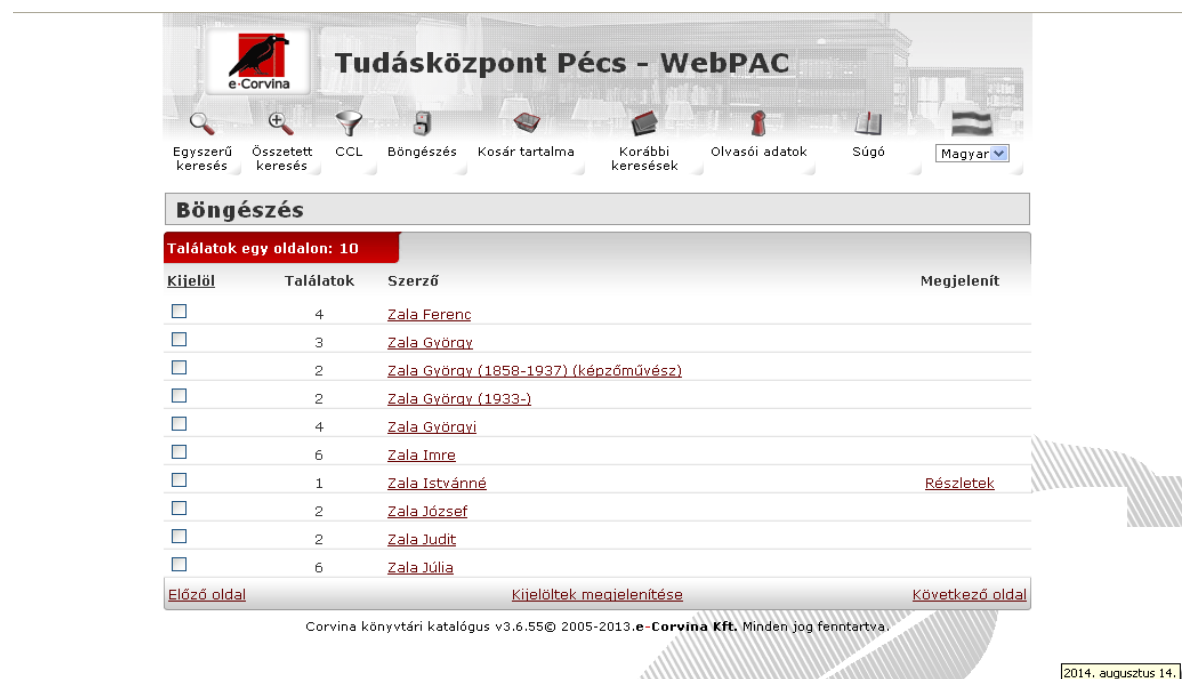 e-Corvina
Tudásközpont Pécs - WebPAC
Egyszerű keresés
Összetett keresés
CCL
Böngészés
Kosár tartalma
Korábbi keresések
Olvasói adatok
Súgó
Magyar
Böngészés
Találatok egy oldalon: 10
Kijelöl Találatok Szerző Megjelenít
4 Zala Ferenc
3 Zala György
2 Zala György (1858-1937) (képzőművész)
2 Zala György (1933-)
4 Zala Györgyi
6 Zala Imre
1 Zala Istvánné Részletek
2 Zala József
2 Zala Judit
6 Zala Júlia
Előző oldal Kijelöltek megjelenítése Következő oldal
Corvina könyvtári katalógus v3.6.55© 2005-2013.e-Corvina Kft. Minden jog fenntartva.
2014. augusztus 14.